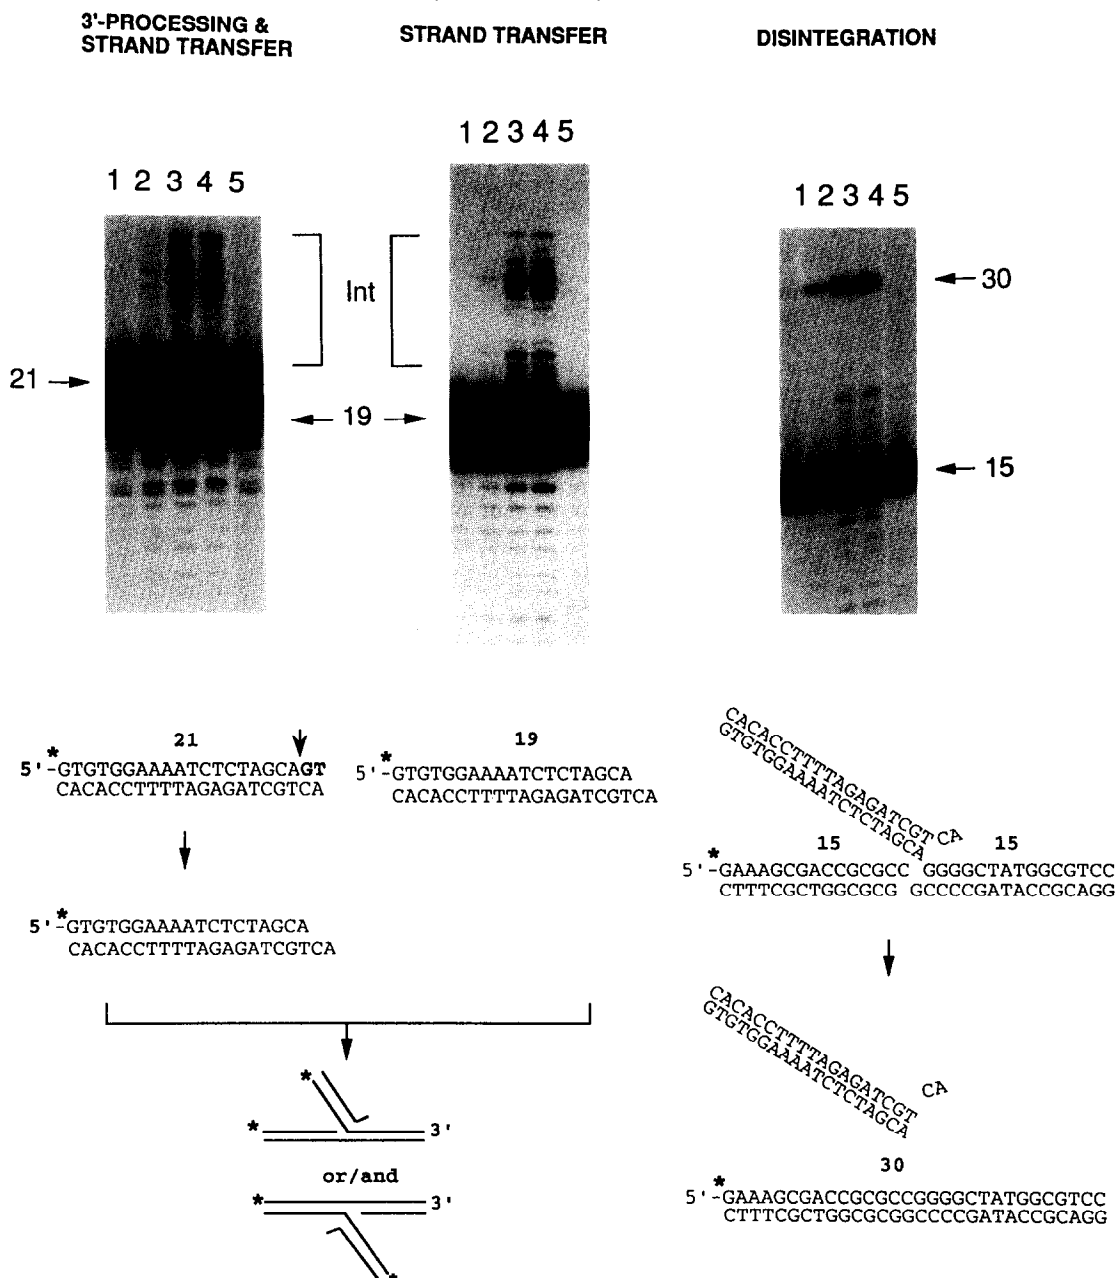 3'-PROCESSING &
STRAND TRANSFER
STRAND TRANSFER
DISINTEGRATION
1 2 3 4 5
1 2 3 4 5
1 2 3 4 5
Int
21
19
30
15
21
* 5'-GTGTGGAAAATCTCTAGCAGT
CACACCTTTTAGAGATCGTCA
19
* 5'-GTGTGGAAAATCTCTAGCA
CACACCTTTTAGAGATCGTCA
* 5'-GTGTGGAAAATCTCTAGCA
CACACCTTTTAGAGATCGTCA
* * 3'
or/and
* 3'
*
CACACCTTTTAGAGATCGT CA
GTGTGGAAAATCTCTAGCA
15 15
* 5'-GAAAGCGACCGCGCC GGGGCTATGGCGTCC
CTTTCGCTGGCGCG GCCCCGATACCGCAGG
CACACCTTTTAGAGATCGT CA
GTGTGGAAAATCTCTAGCA
30
* 5'-GAAAGCGACCGCGCCGGGGCTATGGCGTCC
CTTTCGCTGGCGCGGCCCCGATACCGCAGG